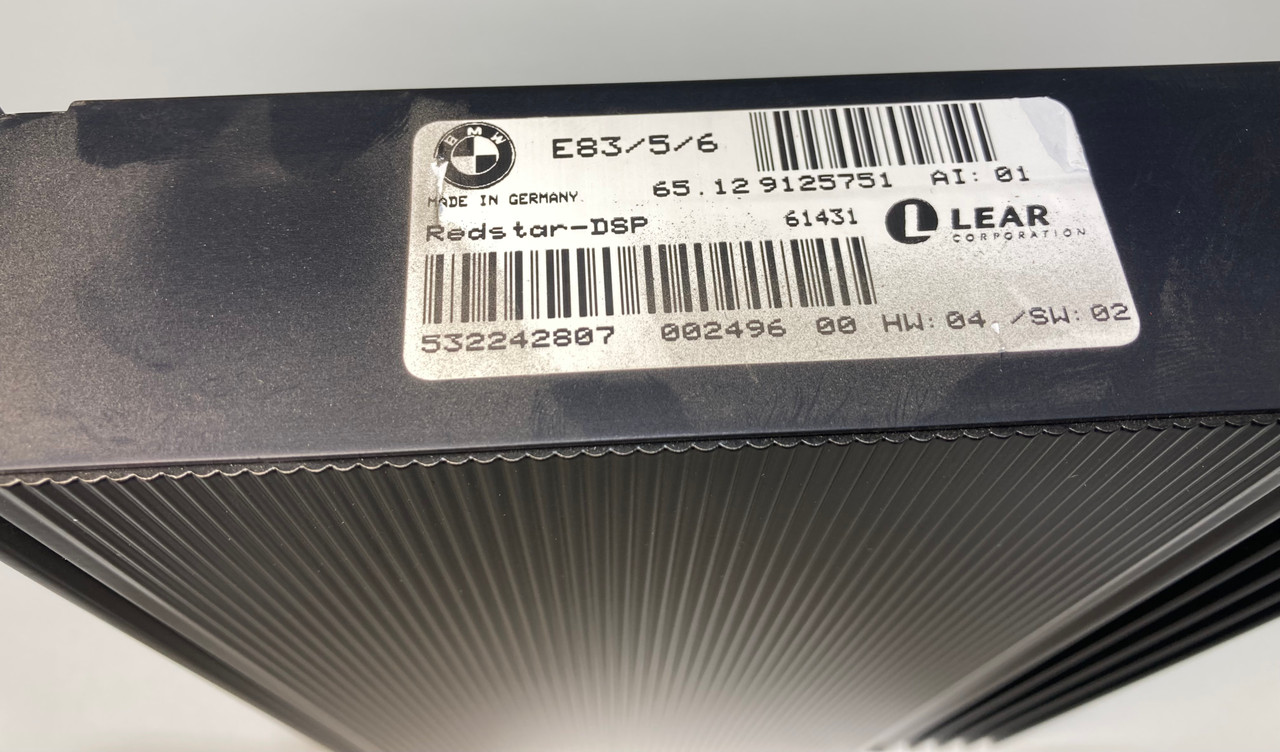 BMW E83/5/6
65.12 9125751 AI: 01
MADE IN GERMANY
Redstar-DSP 61431 LEAR
CORPORATION
532242807 002496 00 HW:04 /SW:02